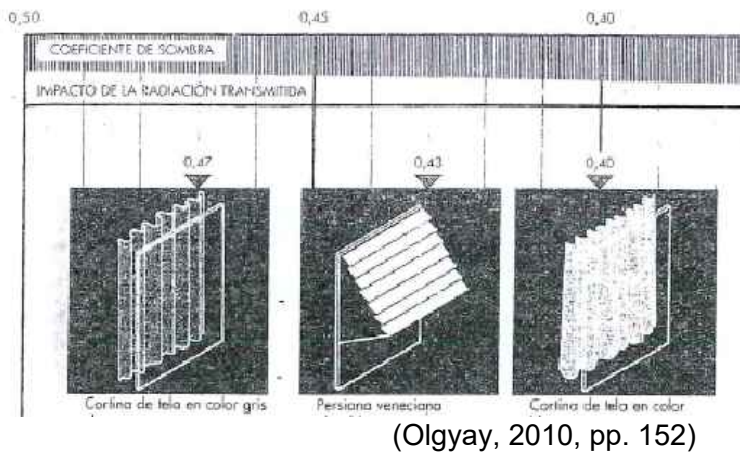 0,50 0,45 0,40
COEFICIENTE DE SOMBRA
IMPACTO DE LA RADIACIÓN TRANSMITIDA
0,47 0,43 0,40
Cortina de tela en color gris Persiana veneciana Cortina de tela en color
(Olgyay, 2010, pp. 152)